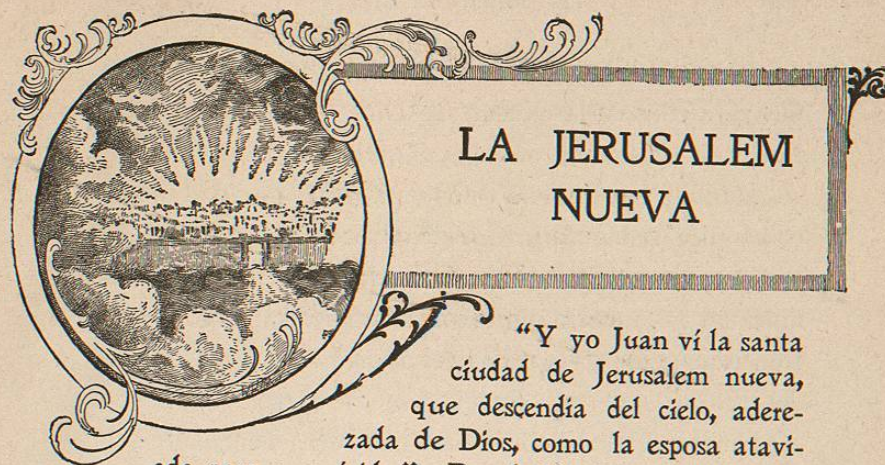 LA JERUSALEM
NUEVA
“Y yo Juan ví la santa
ciudad de Jerusalem nueva,
que descendía del cielo, adere-
zada de Dios, como la esposa atavi-